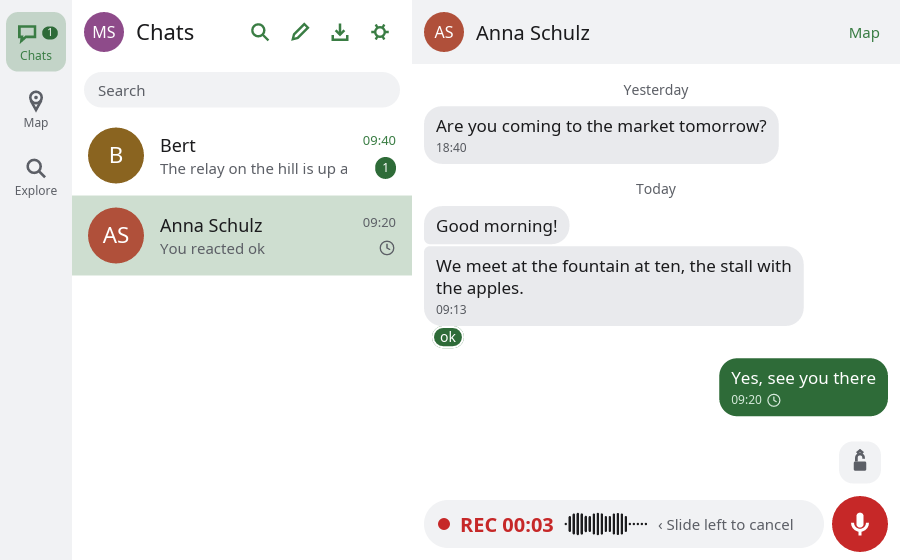 1
Chats
Map
Explore
MS
Chats
Search
B
Bert
09:40
The relay on the hill is up a
1
AS
Anna Schulz
09:20
You reacted ok
AS
Anna Schulz
Map
Yesterday
Are you coming to the market tomorrow?
18:40
Today
Good morning!
We meet at the fountain at ten, the stall with
the apples.
09:13
ok
Yes, see you there
09:20
REC 00:03
‹ Slide left to cancel